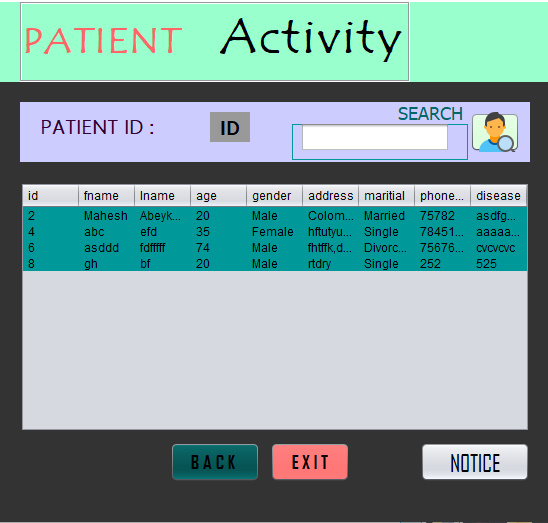 PATIENT Activity
SEARCH
PATIENT ID : ID
id fname lname age gender address maritial phone... disease
2 Mahesh Abeyk... 20 Male Colom... Married 75782 asdfg...
4 abc efd 35 Female hftutyu... Single 78451... aaaaa...
6 asddd fdfffff 74 Male fhtffk,d... Divorc... 75676... cvcvcvc
8 gh bf 20 Male rtdry Single 252 525
BACK EXIT NOTICE